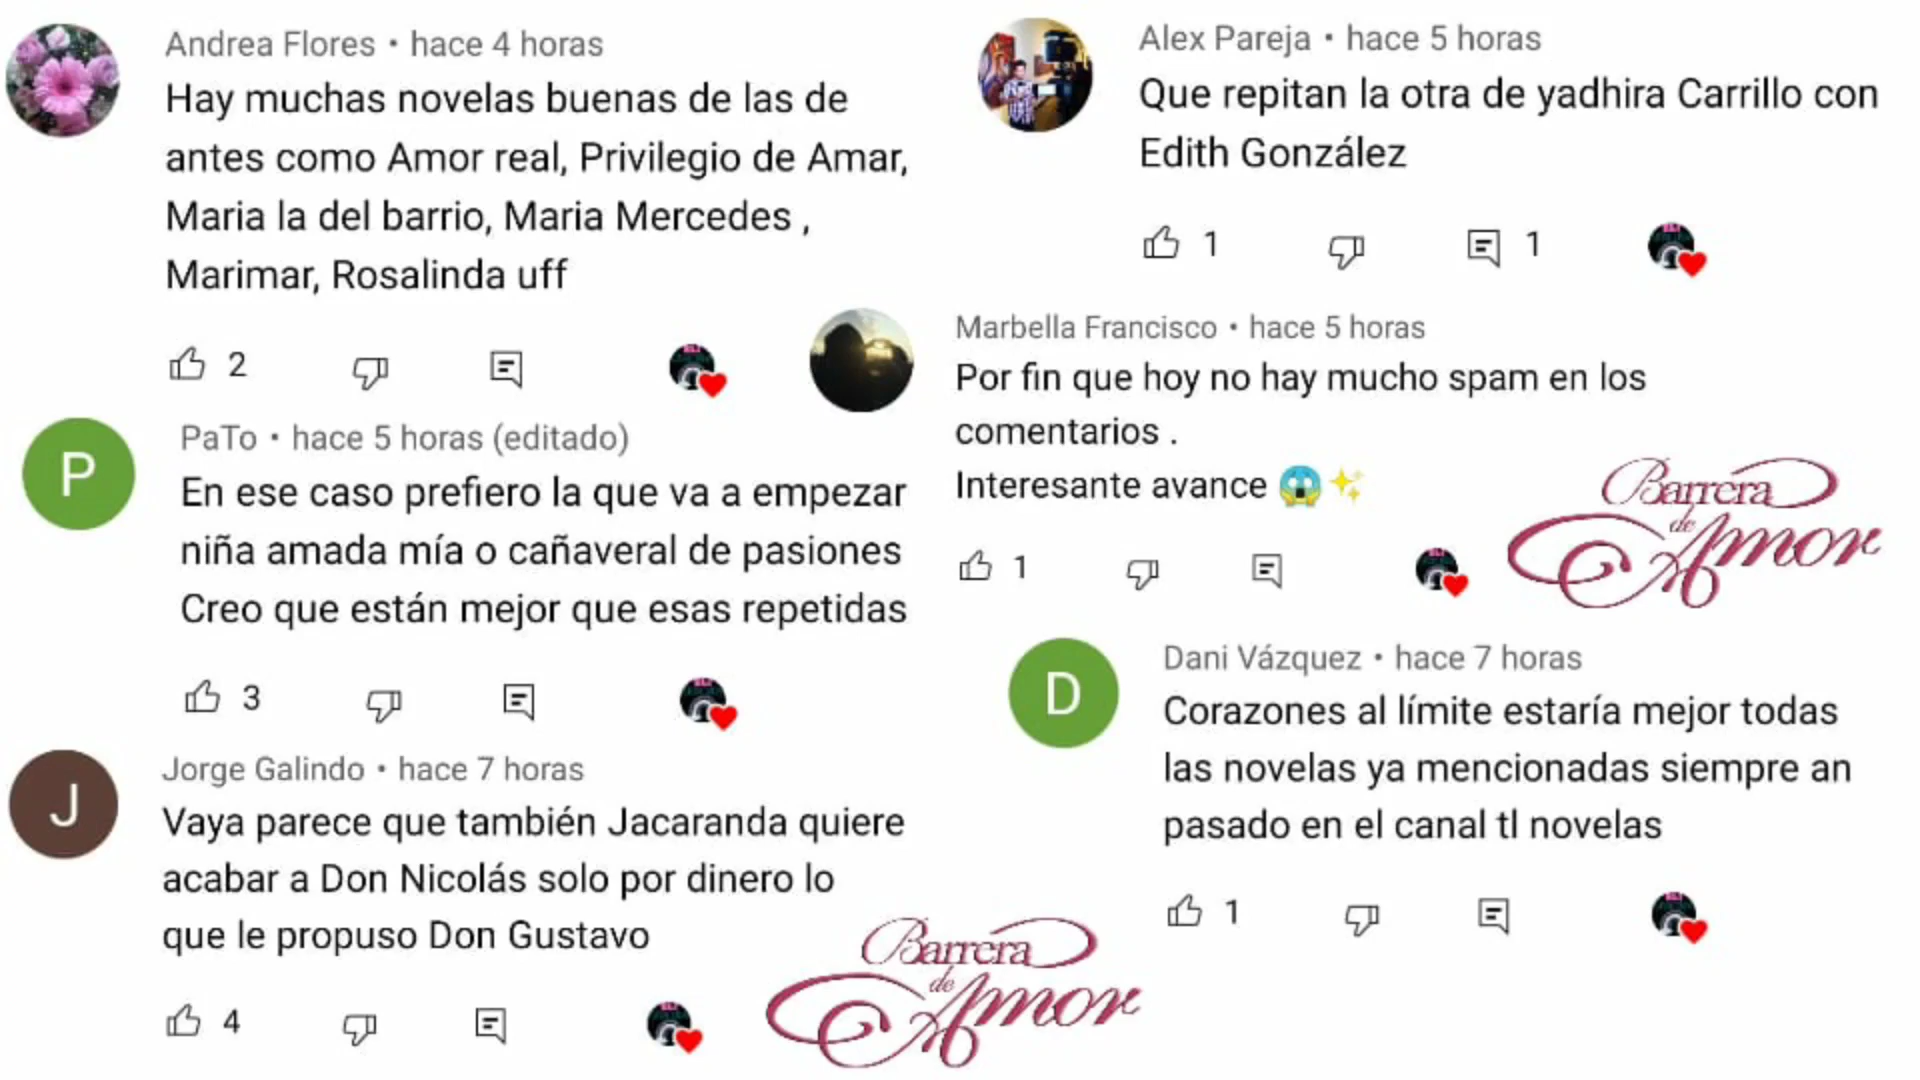 Andrea Flores • hace 4 horas
Hay muchas novelas buenas de las de
antes como Amor real, Privilegio de Amar,
Maria la del barrio, Maria Mercedes ,
Marimar, Rosalinda uff
2
P
PaTo • hace 5 horas (editado)
En ese caso prefiero la que va a empezar
niña amada mía o cañaveral de pasiones
Creo que están mejor que esas repetidas
3
J
Jorge Galindo • hace 7 horas
Vaya parece que también Jacaranda quiere
acabar a Don Nicolás solo por dinero lo
que le propuso Don Gustavo
4
Barrera
de
Amor
Alex Pareja • hace 5 horas
Que repitan la otra de yadhira Carrillo con
Edith González
1 1
Marbella Francisco • hace 5 horas
Por fin que hoy no hay mucho spam en los
comentarios .
Interesante avance 😱✨
1
Barrera
de
Amor
D
Dani Vázquez • hace 7 horas
Corazones al límite estaría mejor todas
las novelas ya mencionadas siempre an
pasado en el canal tl novelas
1